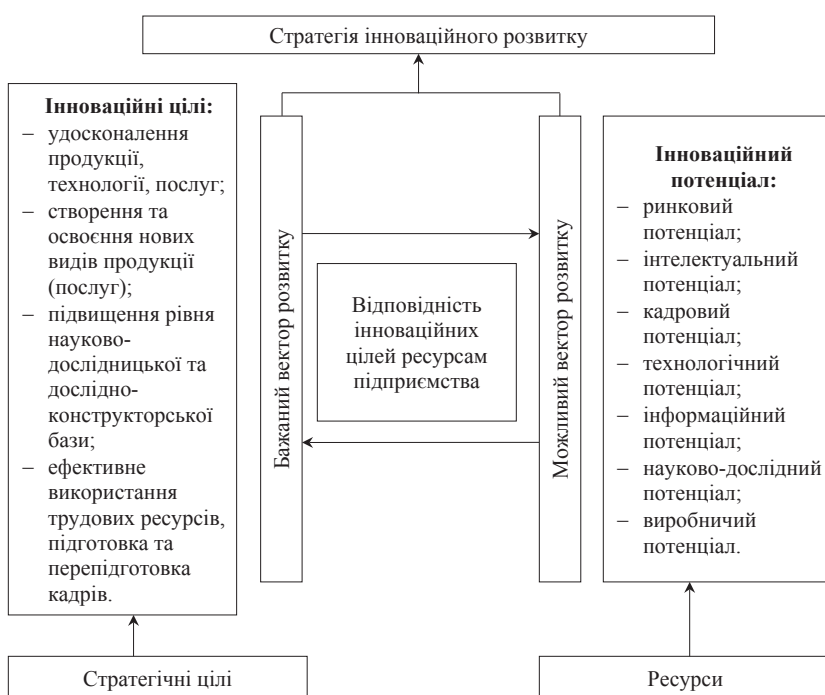 Стратегія інноваційного розвитку
Інноваційні цілі:
– удосконалення
продукції,
технології, послуг;
– створення та
освоєння нових
видів продукції
(послуг);
– підвищення рівня
науково-
дослідницької та
дослідно-
конструкторської
бази;
– ефективне
використання
трудових ресурсів,
підготовка та
перепідготовка
кадрів.
Бажаний вектор розвитку
Відповідність
інноваційних
цілей ресурсам
підприємства
Можливий вектор розвитку
Інноваційний
потенціал:
– ринковий
потенціал;
– інтелектуальний
потенціал;
– кадровий
потенціал;
– технологічний
потенціал;
– інформаційний
потенціал;
– науково-дослідний
потенціал;
– виробничий
потенціал.
Стратегічні цілі
Ресурси